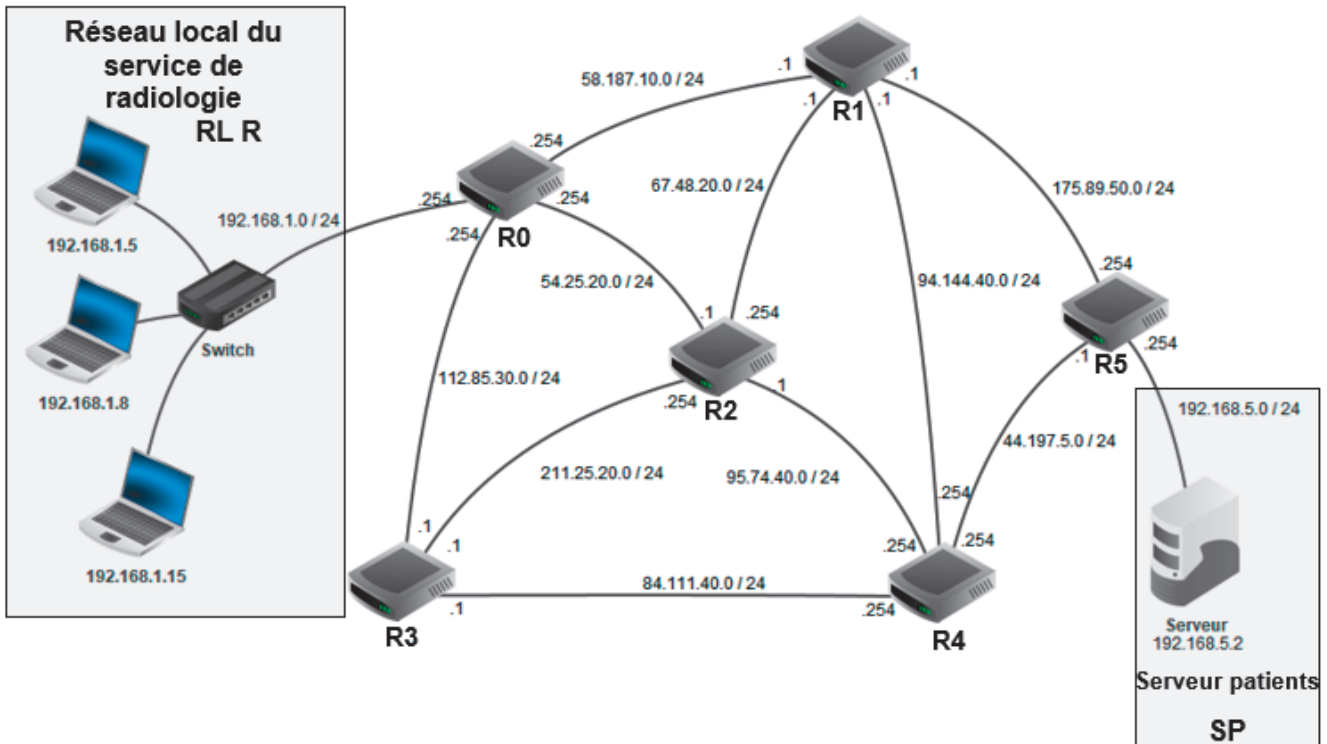 Réseau local du
service de
radiologie
RL R
192.168.1.5
192.168.1.8
192.168.1.15
Switch
192.168.1.0 / 24
.254
.254
.254
.254
R0
58.187.10.0 / 24
.1
.1
.1
.1
R1
67.48.20.0 / 24
175.89.50.0 / 24
54.25.20.0 / 24
94.144.40.0 / 24
112.85.30.0 / 24
.1
.254
.254
.1
R2
.254
.1
.254
R5
44.197.5.0 / 24
211.25.20.0 / 24
95.74.40.0 / 24
.1
.1
.1
R3
84.111.40.0 / 24
.254
.254
.254
.254
R4
192.168.5.0 / 24
Serveur
192.168.5.2
Serveur patients
SP